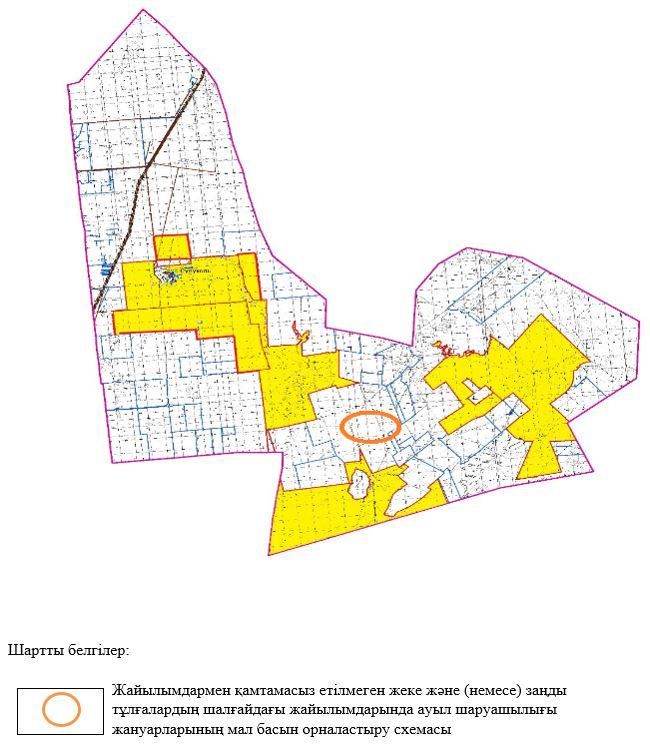 Шартты белгілер:
Жайылымдармен қамтамасыз етілмеген жеке және (немесе) заңды
тұлғалардың шалғайдағы жайылымдарында ауыл шаруашылығы
жануарларының мал басын орналастыру схемасы